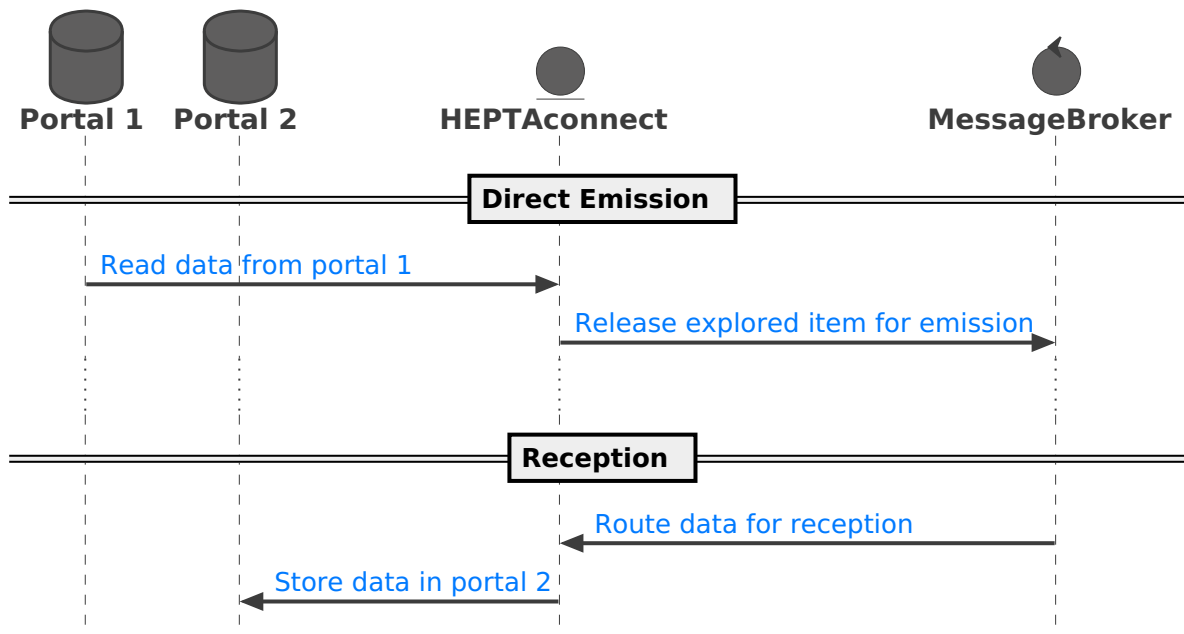 Portal 1
Portal 2
HEPTAconnect
MessageBroker
Direct Emission
Read data from portal 1
Release explored item for emission
Reception
Route data for reception
Store data in portal 2